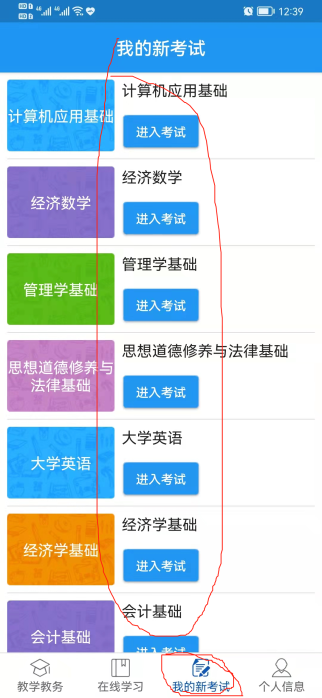 12:39
我的新考试
计算机应用基础
计算机应用基础
进入考试
经济数学
经济数学
进入考试
管理学基础
管理学基础
进入考试
思想道德修养与
法律基础
思想道德修养与法律基础
进入考试
大学英语
大学英语
进入考试
经济学基础
经济学基础
进入考试
会计基础
会计基础
进入考试
教学教务
在线学习
我的新考试
个人信息